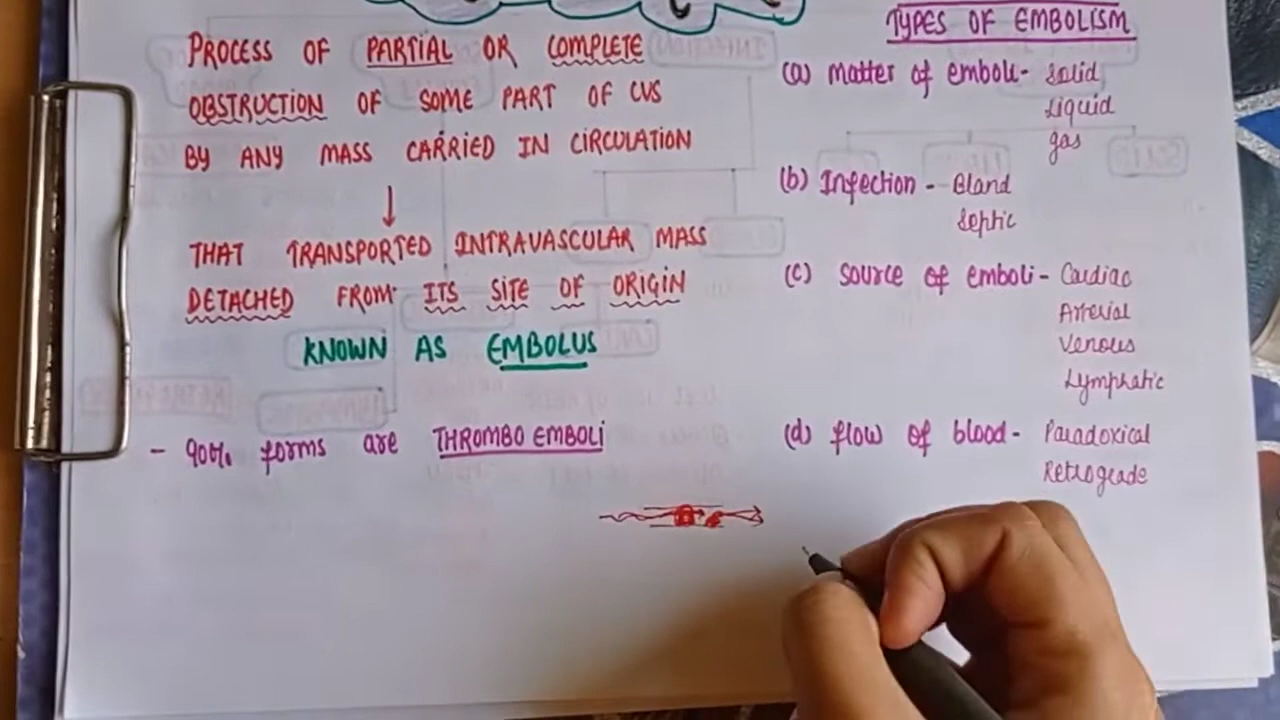 PROCESS OF PARTIAL OR COMPLETE
OBSTRUCTION OF SOME PART OF CVS
BY ANY MASS CARRIED IN CIRCULATION
↓
THAT TRANSPORTED INTRAVASCULAR MASS
DETACHED FROM ITS SITE OF ORIGIN
KNOWN AS EMBOLUS
- 90% forms are THROMBOEMBOLi
TYPES OF EMBOLISM
(a) matter of emboli - Solid
Liquid
gas
(b) Infection - Bland
Septic
(c) source of emboli - Cardiac
Arterial
Venous
Lymphatic
(d) flow of blood - Paradoxical
Retrograde